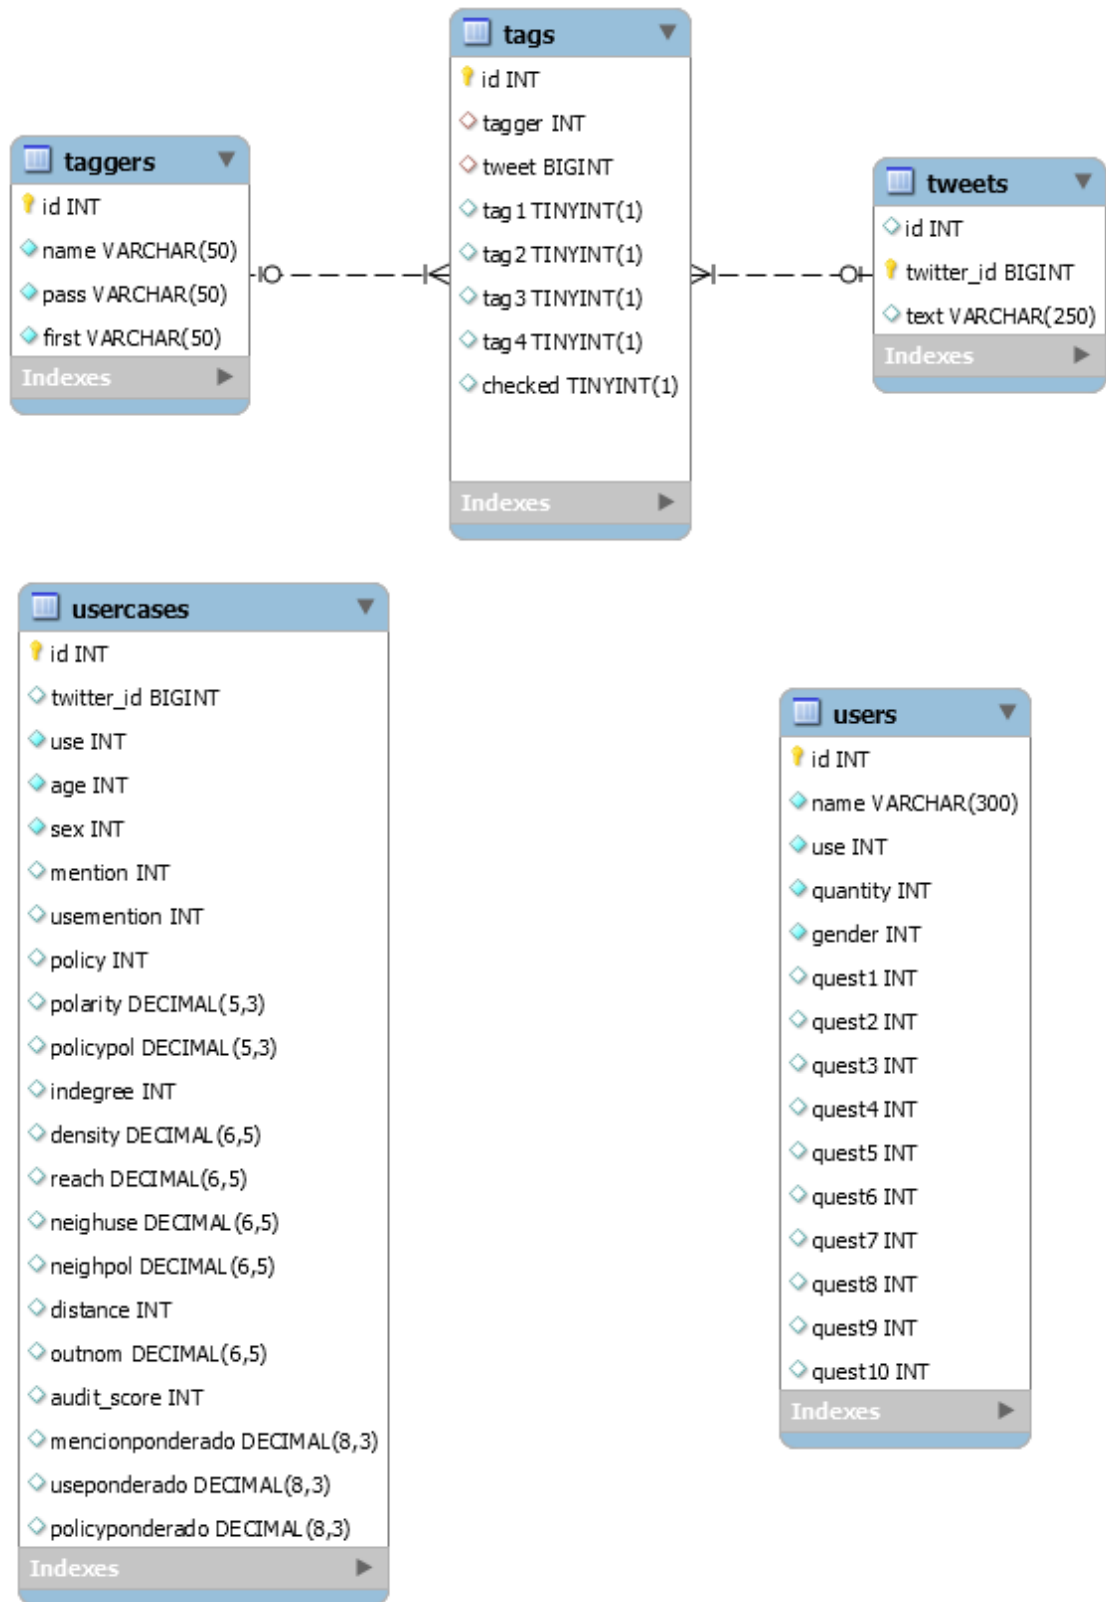 tags
id INT
tagger INT
tweet BIGINT
tag1 TINYINT(1)
tag2 TINYINT(1)
tag3 TINYINT(1)
tag4 TINYINT(1)
checked TINYINT(1)
Indexes
taggers
id INT
name VARCHAR(50)
pass VARCHAR(50)
first VARCHAR(50)
Indexes
tweets
id INT
twitter_id BIGINT
text VARCHAR(250)
Indexes
usercases
id INT
twitter_id BIGINT
use INT
age INT
sex INT
mention INT
usemention INT
policy INT
polarity DECIMAL(5,3)
policypol DECIMAL(5,3)
indegree INT
density DECIMAL(6,5)
reach DECIMAL(6,5)
neighuse DECIMAL(6,5)
neighpol DECIMAL(6,5)
distance INT
outnom DECIMAL(6,5)
audit_score INT
mencionponderado DECIMAL(8,3)
useponderado DECIMAL(8,3)
policyponderado DECIMAL(8,3)
Indexes
users
id INT
name VARCHAR(300)
use INT
quantity INT
gender INT
quest1 INT
quest2 INT
quest3 INT
quest4 INT
quest5 INT
quest6 INT
quest7 INT
quest8 INT
quest9 INT
quest10 INT
Indexes